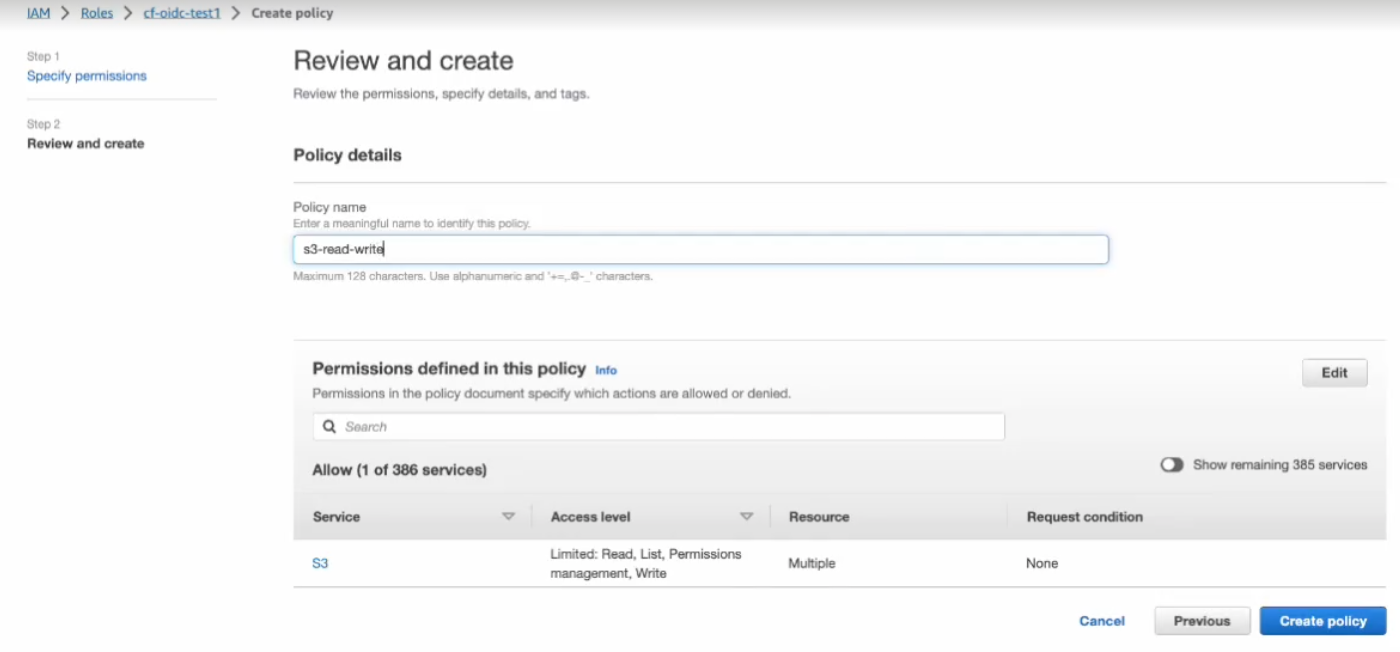 IAM > Roles > cf-oidc-test1 > Create policy
Step 1
Specify permissions
Step 2
Review and create
Review and create
Review the permissions, specify details, and tags.
Policy details
Policy name
Enter a meaningful name to identify this policy.
s3-read-write
Maximum 128 characters. Use alphanumeric and '+=,.@-_' characters.
Permissions defined in this policy Info
Edit
Permissions in the policy document specify which actions are allowed or denied.
Search
Allow (1 of 386 services)
Show remaining 385 services
Service Access level Resource Request condition
S3 Limited: Read, List, Permissions management, Write Multiple None
Cancel Previous Create policy